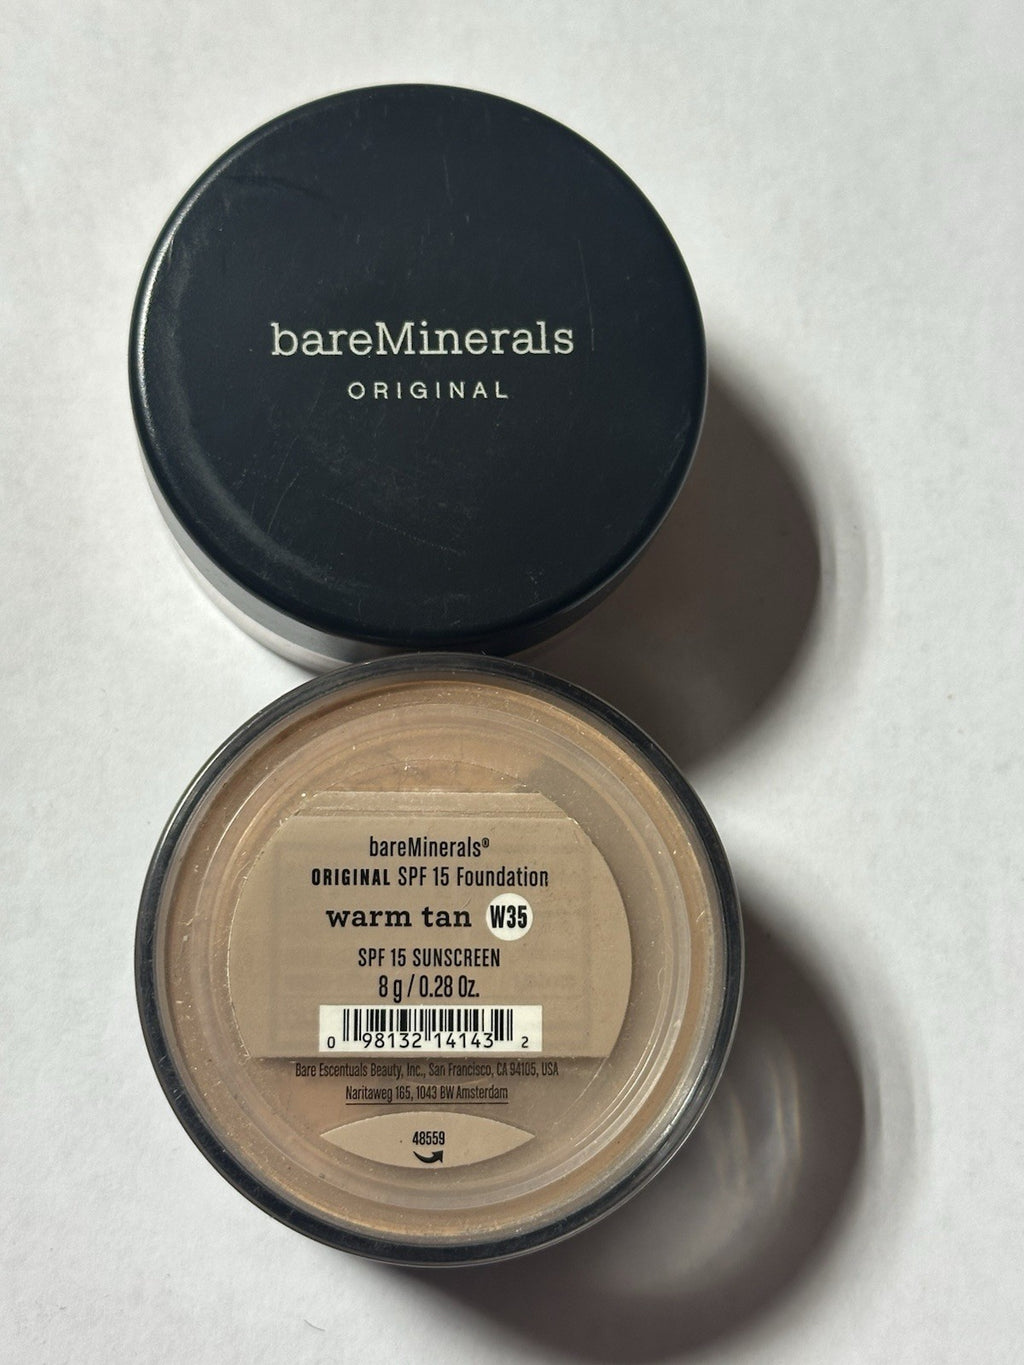 bareMinerals
ORIGINAL
bareMinerals®
ORIGINAL SPF 15 Foundation
warm tan W35
SPF 15 SUNSCREEN
8 g / 0.28 Oz.
0 98132 14143 2
Bare Escentuals Beauty, Inc., San Francisco, CA 94105, USA
Naritaweg 165, 1043 BW Amsterdam
48559